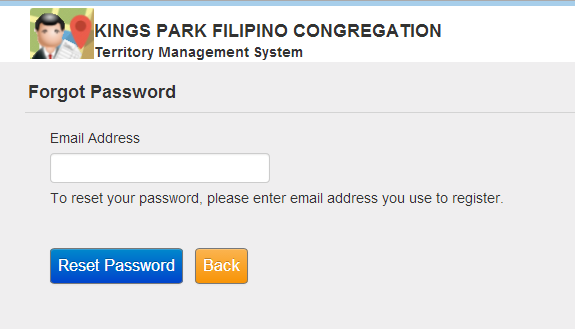 KINGS PARK FILIPINO CONGREGATION
Territory Management System
Forgot Password
Email Address
To reset your password, please enter email address you use to register.
Reset Password
Back